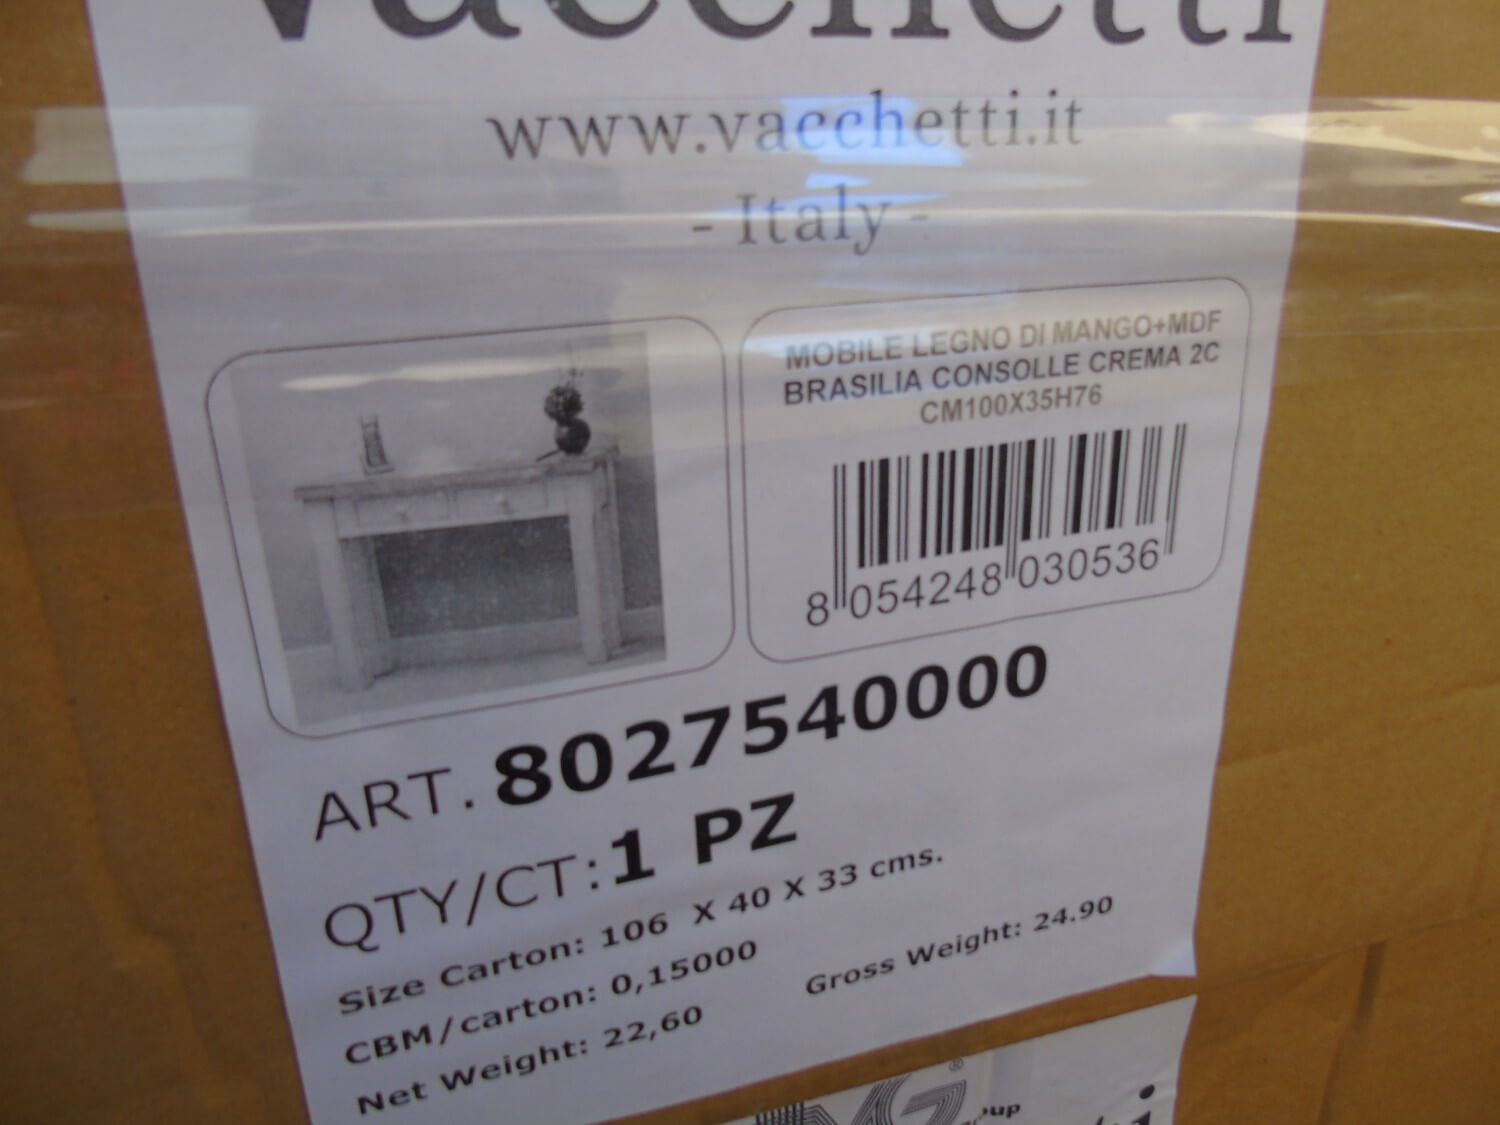 vacchetti
www.vacchetti.it
- Italy -
MOBILE LEGNO DI MANGO+MDF
BRASILIA CONSOLLE CREMA 2C
CM100X35H76
8 054248 030536
ART. 8027540000
QTY/CT: 1 PZ
Size Carton: 106 X 40 X 33 cms.
CBM/carton: 0,15000
Net Weight: 22,60 Gross Weight: 24.90